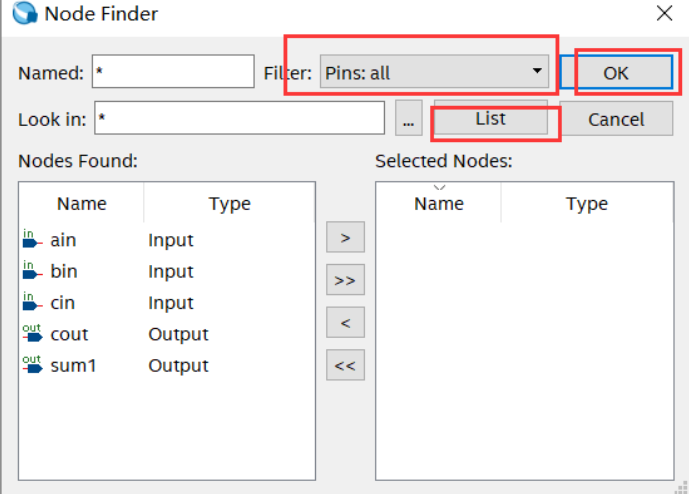 Node Finder
Named: * Filter: Pins: all OK
Look in: * ... List Cancel
Nodes Found: Selected Nodes:
Name Type Name Type
in ain Input >
in bin Input >>
in cin Input <
out cout Output <<
out sum1 Output